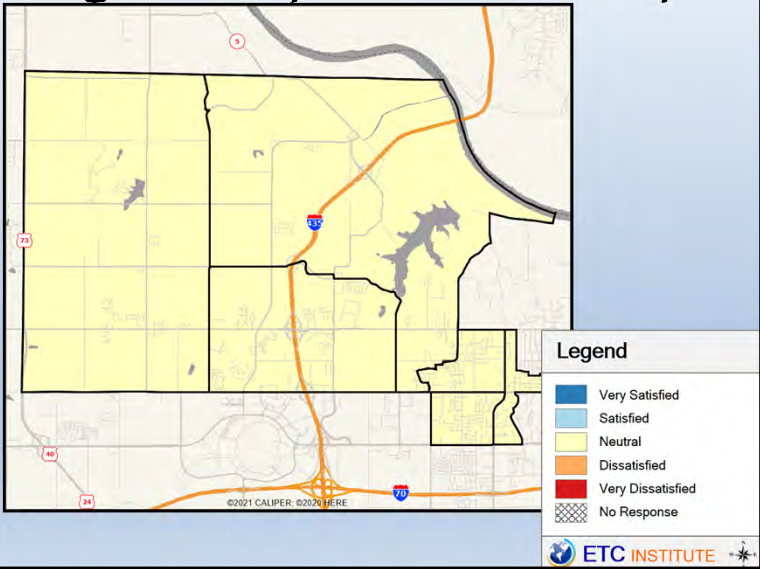 5
435
73
Legend
Very Satisfied
Satisfied
Neutral
Dissatisfied
Very Dissatisfied
No Response
40
24
70
©2021 CALIPER; ©2020 HERE
ETC INSTITUTE